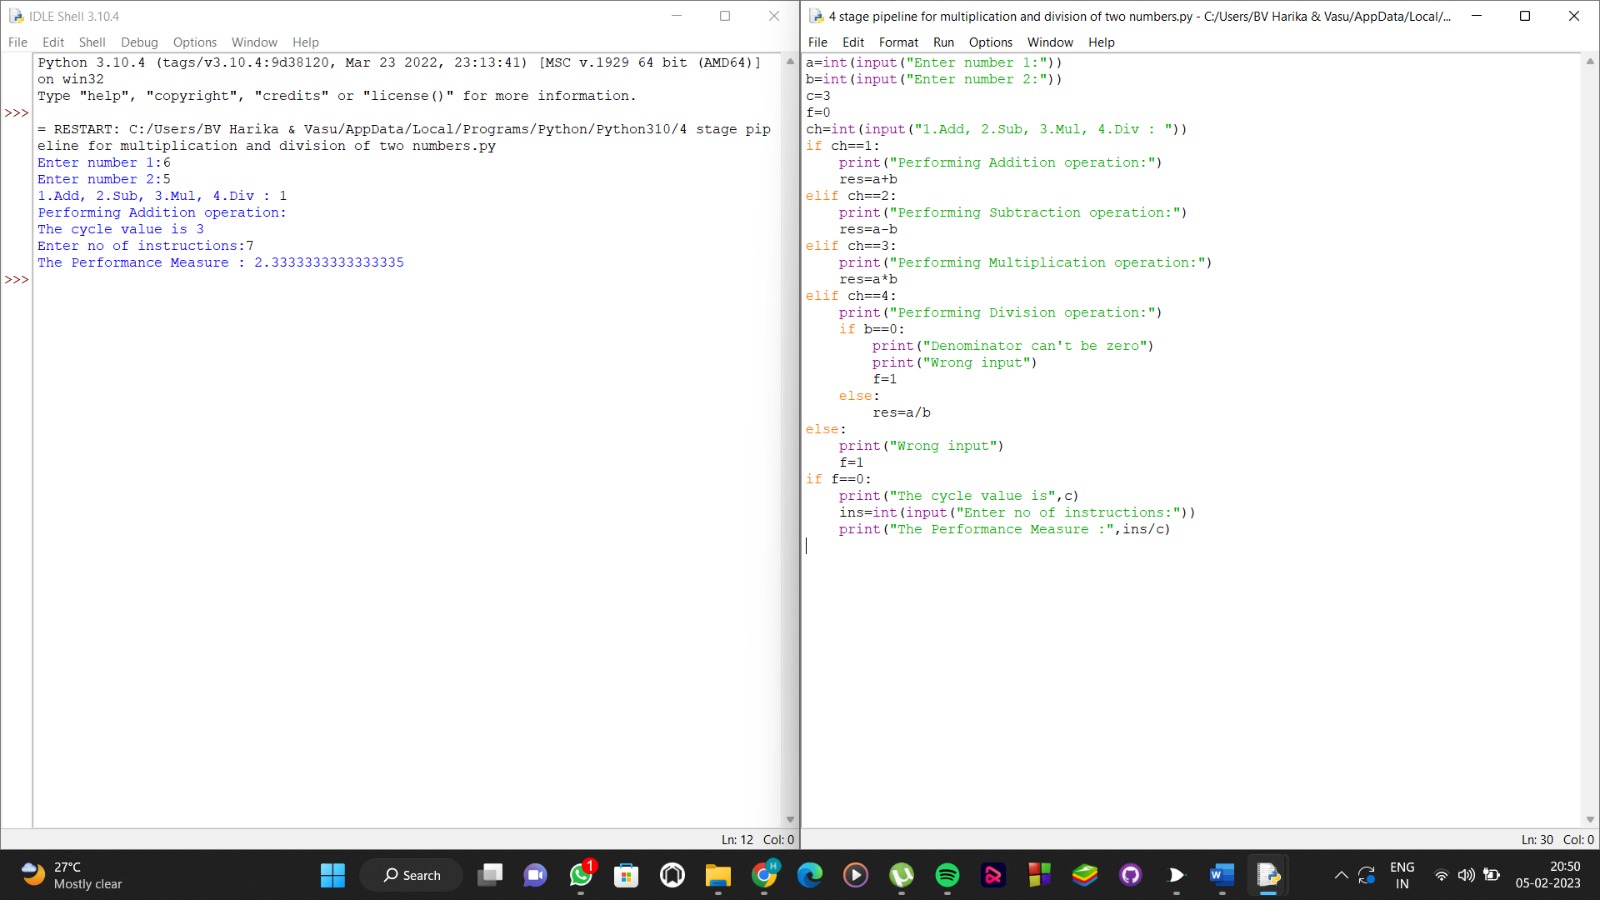 IDLE Shell 3.10.4
File Edit Shell Debug Options Window Help
Python 3.10.4 (tags/v3.10.4:9d38120, Mar 23 2022, 23:13:41) [MSC v.1929 64 bit (AMD64)]
on win32
Type "help", "copyright", "credits" or "license()" for more information.
>>>
= RESTART: C:/Users/BV Harika & Vasu/AppData/Local/Programs/Python/Python310/4 stage pip
eline for multiplication and division of two numbers.py
Enter number 1:6
Enter number 2:5
1.Add, 2.Sub, 3.Mul, 4.Div : 1
Performing Addition operation:
The cycle value is 3
Enter no of instructions:7
The Performance Measure : 2.3333333333333335
>>>
Ln: 12 Col: 0
4 stage pipeline for multiplication and division of two numbers.py - C:/Users/BV Harika & Vasu/AppData/Local/...
File Edit Format Run Options Window Help
a=int(input("Enter number 1:"))
b=int(input("Enter number 2:"))
c=3
f=0
ch=int(input("1.Add, 2.Sub, 3.Mul, 4.Div : "))
if ch==1:
    print("Performing Addition operation:")
    res=a+b
elif ch==2:
    print("Performing Subtraction operation:")
    res=a-b
elif ch==3:
    print("Performing Multiplication operation:")
    res=a*b
elif ch==4:
    print("Performing Division operation:")
    if b==0:
        print("Denominator can't be zero")
        print("Wrong input")
        f=1
    else:
        res=a/b
else:
    print("Wrong input")
    f=1
if f==0:
    print("The cycle value is",c)
    ins=int(input("Enter no of instructions:"))
    print("The Performance Measure :",ins/c)
Ln: 30 Col: 0
27°C
Mostly clear
Search
1
H
W
ENG
IN
20:50
05-02-2023